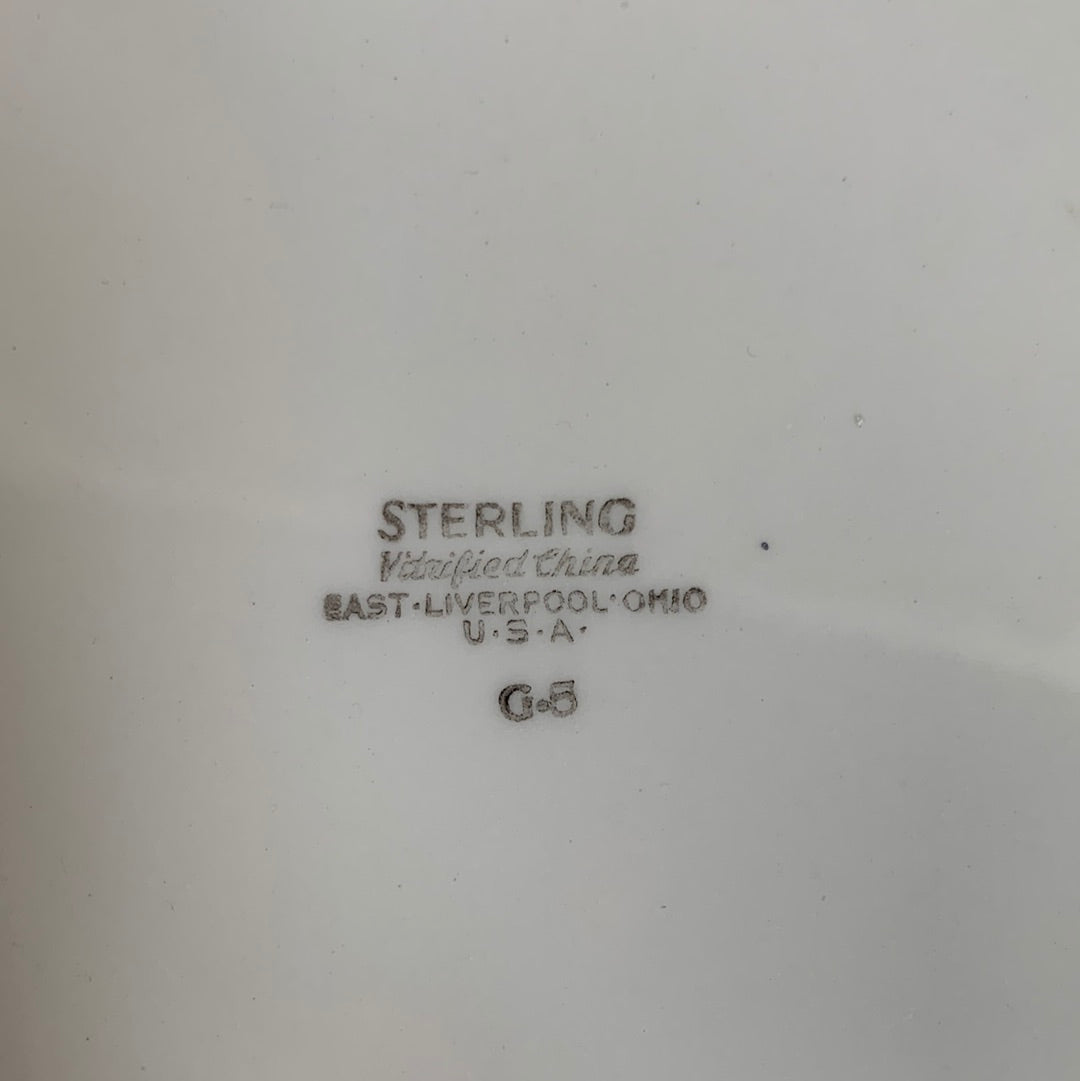 STERLING
Vitrified China
EAST·LIVERPOOL·OHIO
U·S·A·
G·5